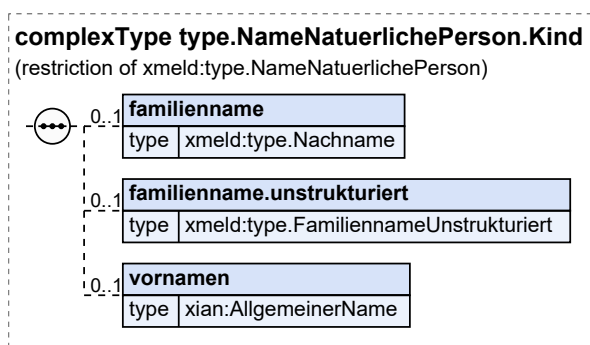 complexType type.NameNatuerlichePerson.Kind
(restriction of xmeld:type.NameNatuerlichePerson)
0..1 familienname
type xmeld:type.Nachname
0..1 familienname.unstrukturiert
type xmeld:type.FamiliennameUnstrukturiert
0..1 vornamen
type xian:AllgemeinerName